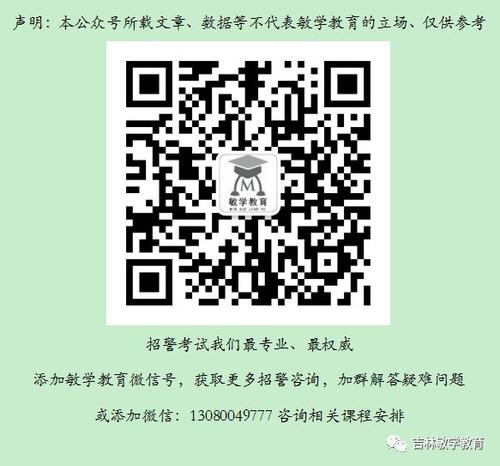 声明：本公众号所载文章、数据等不代表敏学教育的立场、仅供参考
M
敏学教育
招警考试我们最专业、最权威
添加敏学教育微信号，获取更多招警咨询，加群解答疑难问题
或添加微信：13080049777 咨询相关课程安排
吉林敏学教育